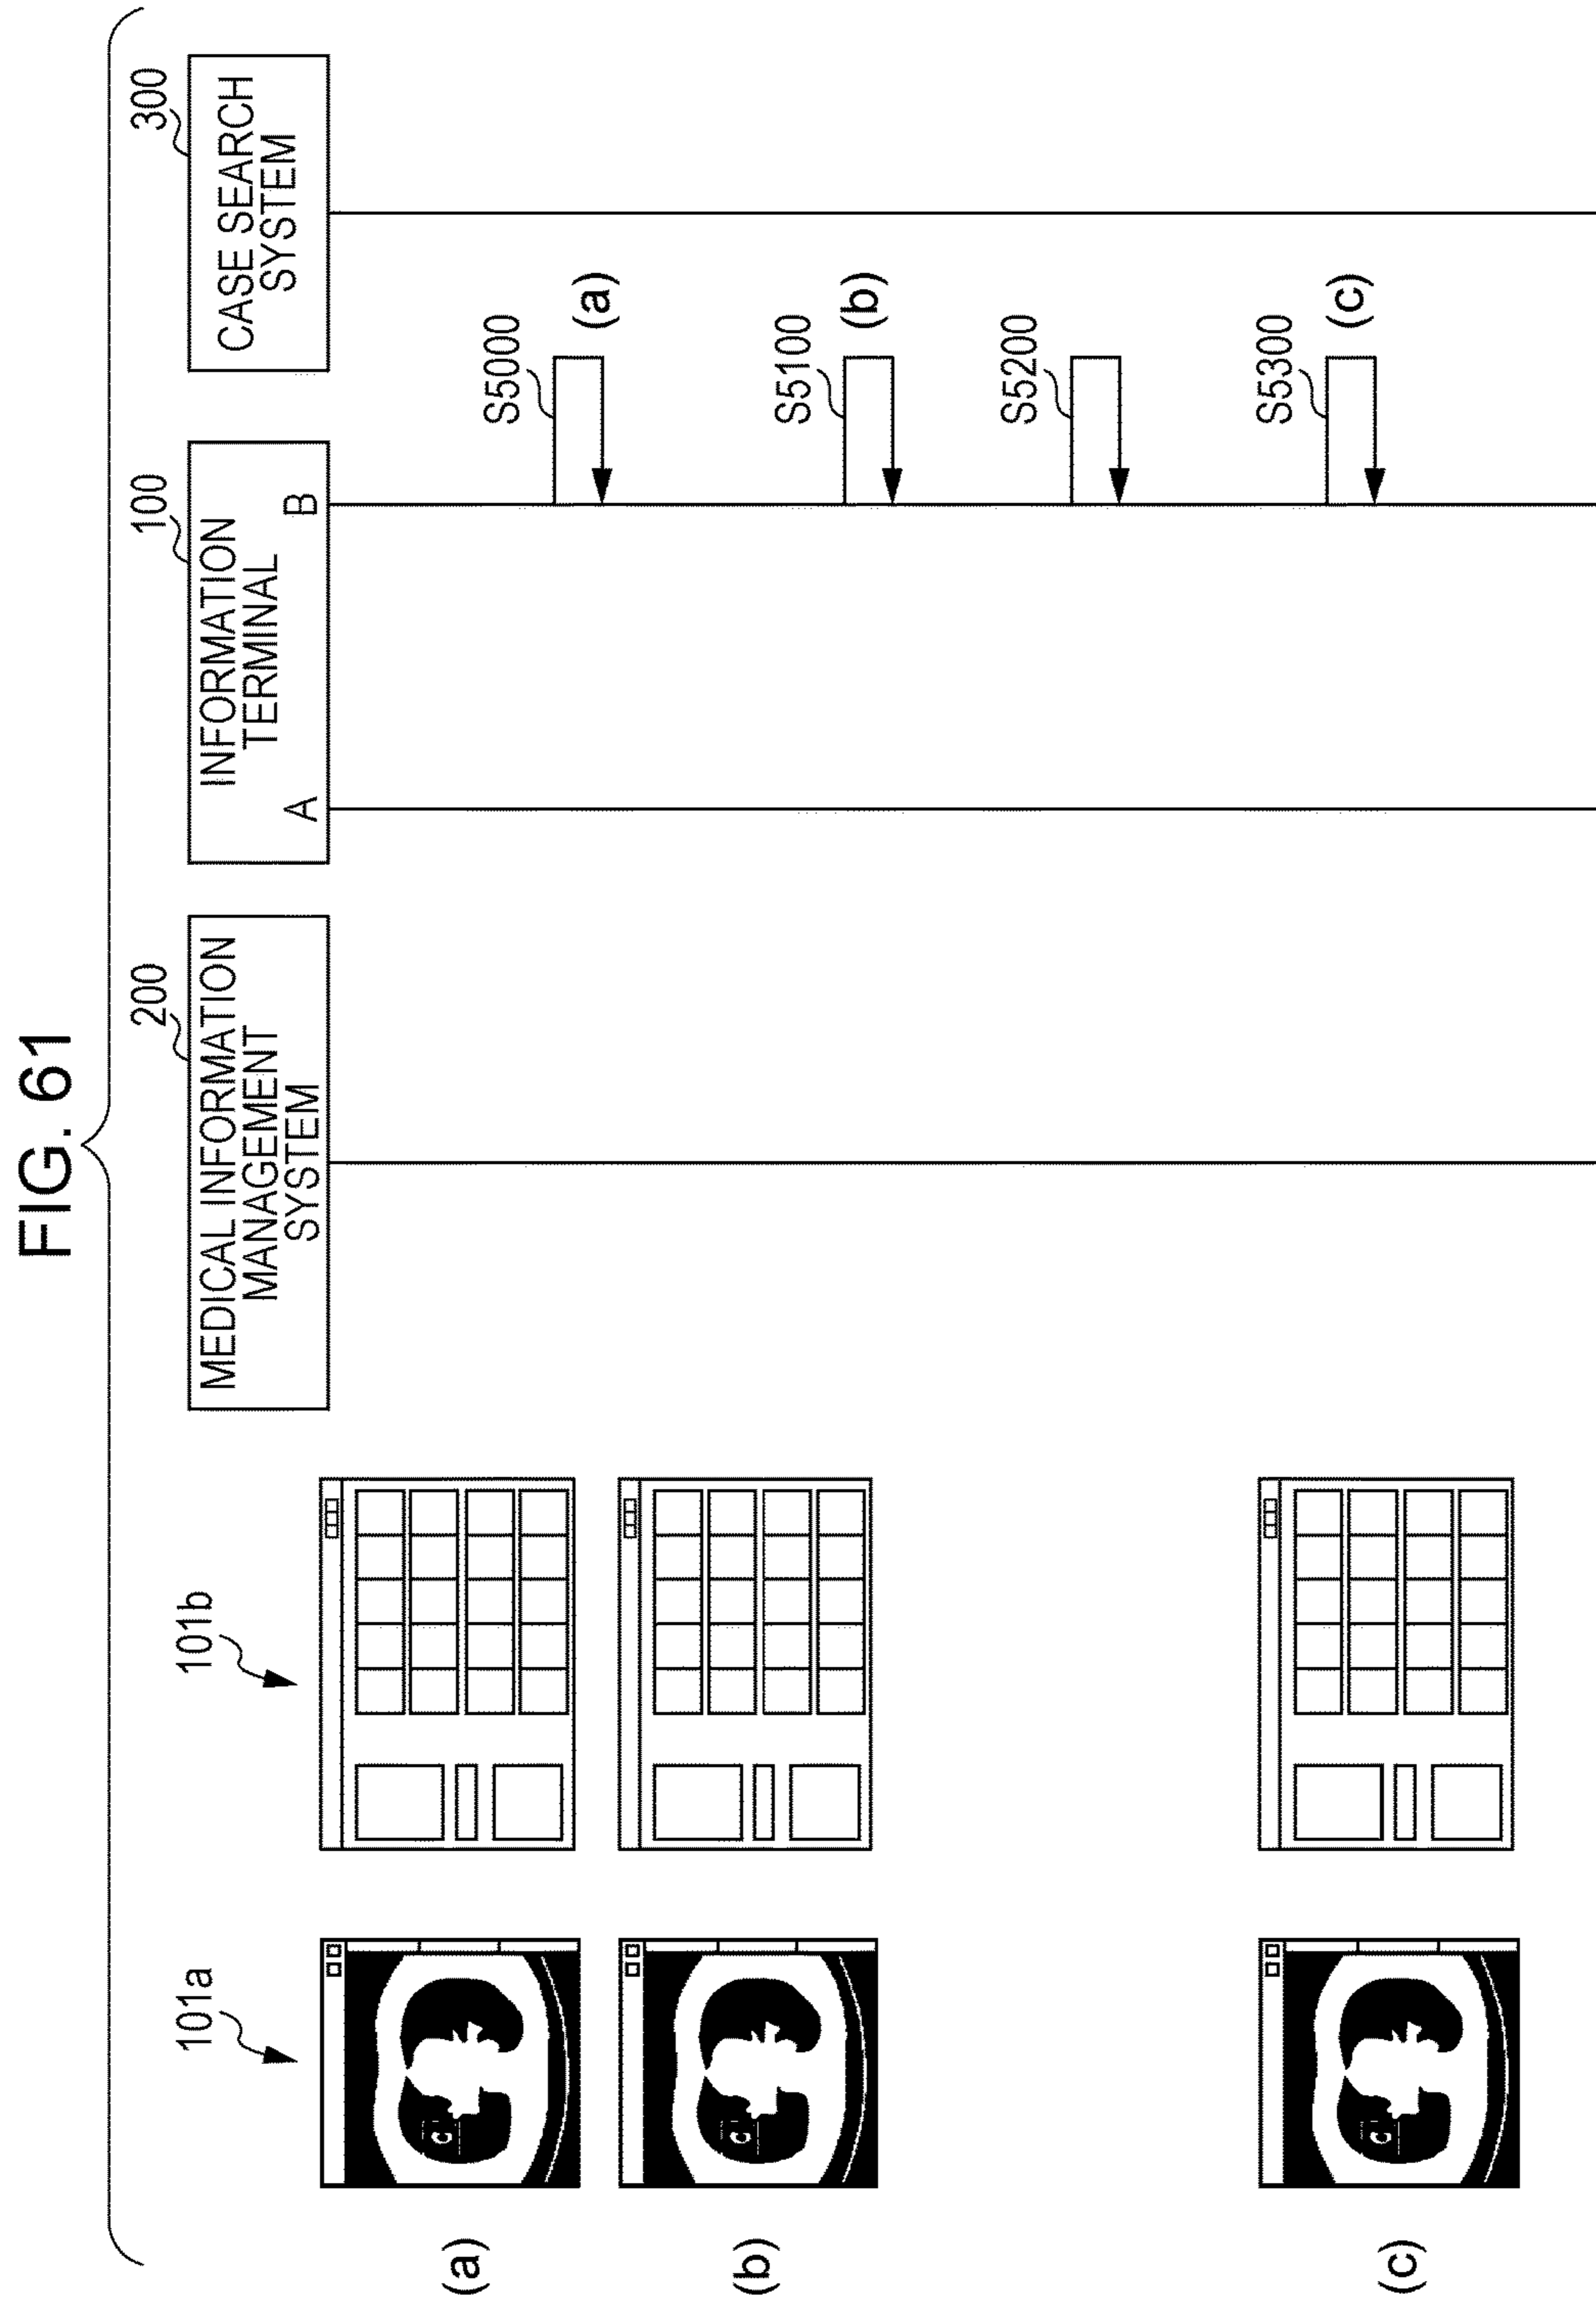 FIG. 61
101a
101b
200
100
300
MEDICAL INFORMATION
MANAGEMENT
SYSTEM
INFORMATION
TERMINAL
A
B
CASE SEARCH
SYSTEM
(a)
S5000
(a)
(b)
S5100
(b)
S5200
(c)
S5300
(c)